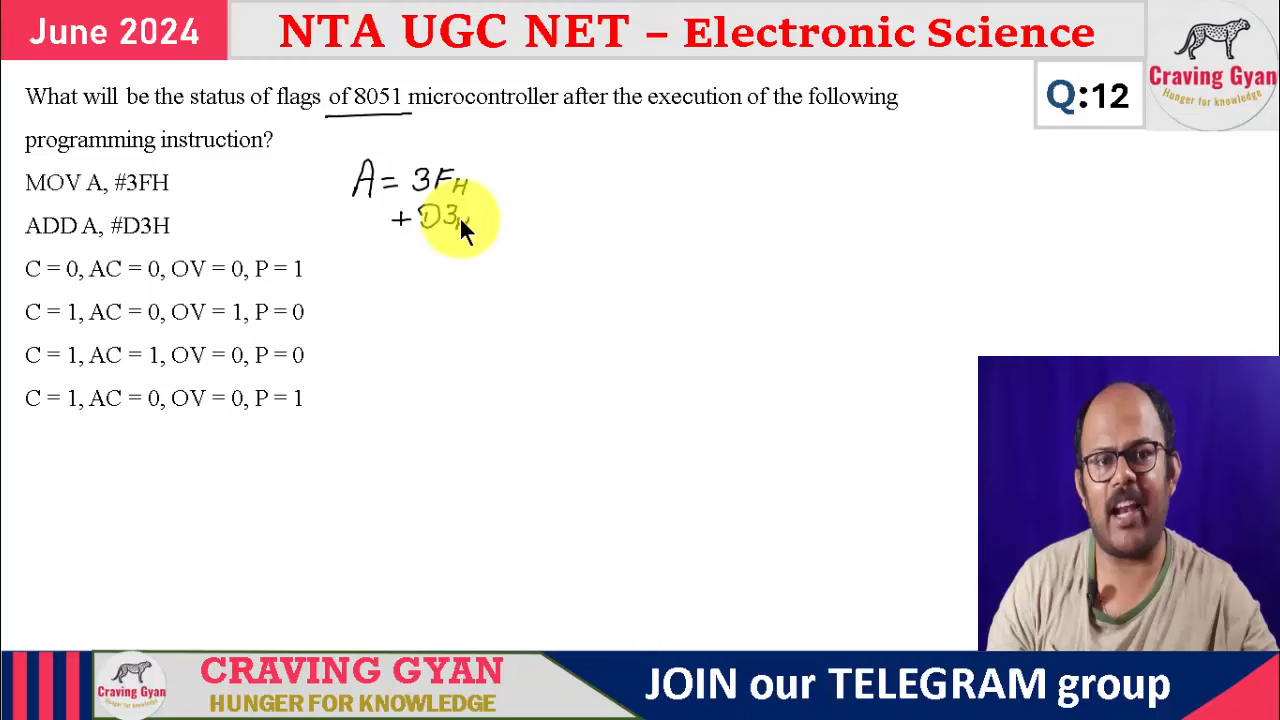 June 2024
NTA UGC NET – Electronic Science
Craving Gyan
Hunger for knowledge
Q:12
What will be the status of flags of 8051 microcontroller after the execution of the following
programming instruction?
MOV A, #3FH
A = 3FH
ADD A, #D3H
+ D3H
C = 0, AC = 0, OV = 0, P = 1
C = 1, AC = 0, OV = 1, P = 0
C = 1, AC = 1, OV = 0, P = 0
C = 1, AC = 0, OV = 0, P = 1
Craving Gyan
Hunger for knowledge
CRAVING GYAN
HUNGER FOR KNOWLEDGE
JOIN our TELEGRAM group